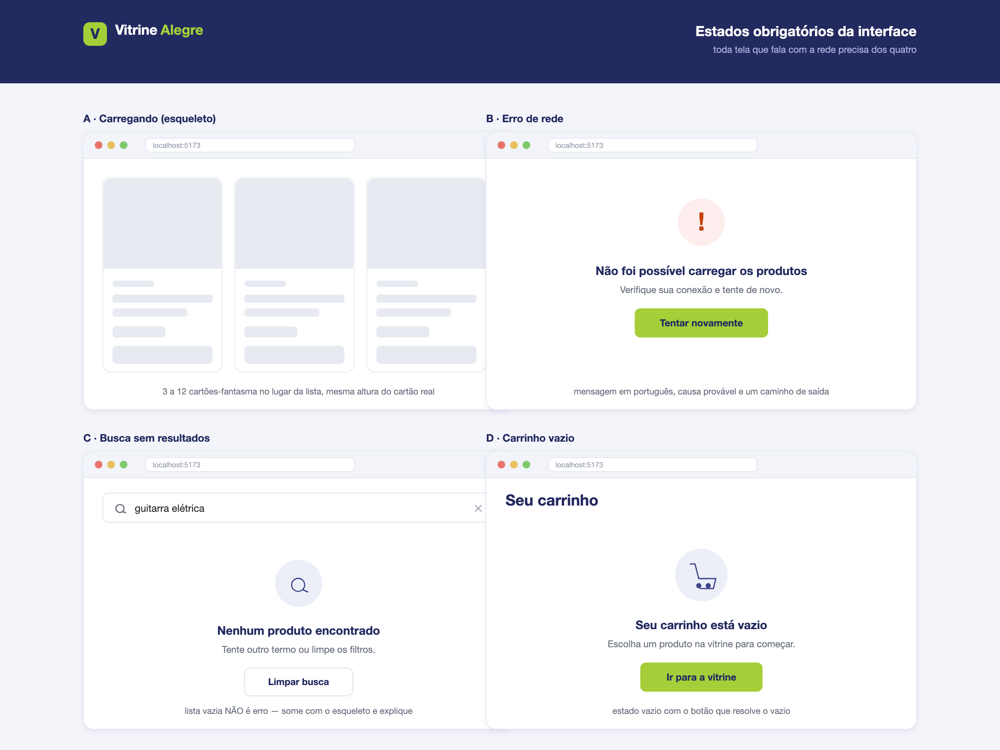 V
Vitrine Alegre
Estados obrigatórios da interface
toda tela que fala com a rede precisa dos quatro
A · Carregando (esqueleto)
localhost:5173
3 a 12 cartões-fantasma no lugar da lista, mesma altura do cartão real
B · Erro de rede
localhost:5173
!
Não foi possível carregar os produtos
Verifique sua conexão e tente de novo.
Tentar novamente
mensagem em português, causa provável e um caminho de saída
C · Busca sem resultados
localhost:5173
guitarra elétrica
Nenhum produto encontrado
Tente outro termo ou limpe os filtros.
Limpar busca
lista vazia NÃO é erro — some com o esqueleto e explique
D · Carrinho vazio
localhost:5173
Seu carrinho
Seu carrinho está vazio
Escolha um produto na vitrine para começar.
Ir para a vitrine
estado vazio com o botão que resolve o vazio